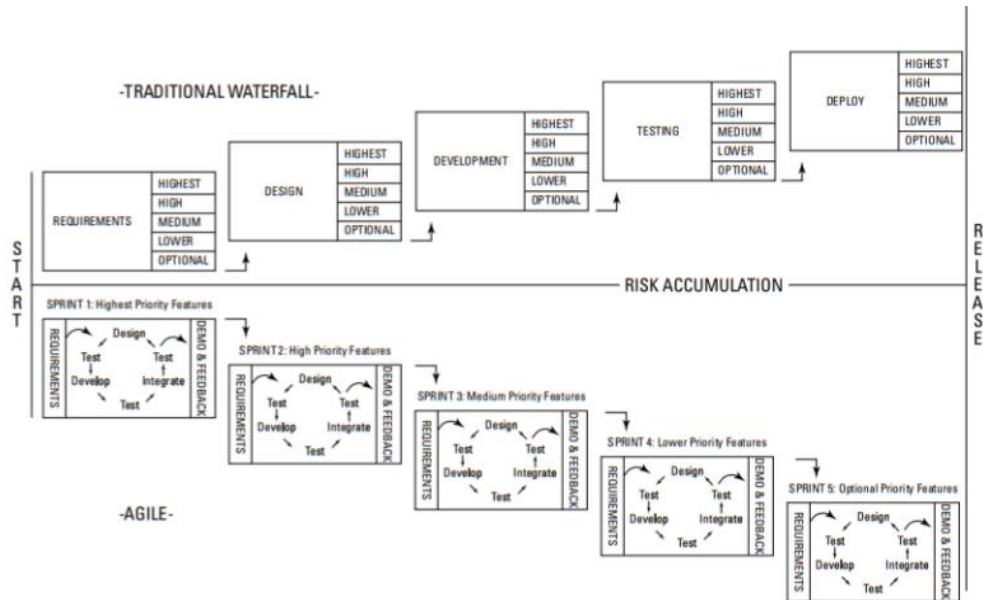 -TRADITIONAL WATERFALL-
REQUIREMENTS
HIGHEST
HIGH
MEDIUM
LOWER
OPTIONAL
DESIGN
HIGHEST
HIGH
MEDIUM
LOWER
OPTIONAL
DEVELOPMENT
HIGHEST
HIGH
MEDIUM
LOWER
OPTIONAL
TESTING
HIGHEST
HIGH
MEDIUM
LOWER
OPTIONAL
DEPLOY
HIGHEST
HIGH
MEDIUM
LOWER
OPTIONAL
START
RISK ACCUMULATION
RELEASE
SPRINT 1: Highest Priority Features
REQUIREMENTS
Design
Test
Test
Develop
Integrate
Test
DEMO & FEEDBACK
SPRINT 2: High Priority Features
REQUIREMENTS
Design
Test
Test
Develop
Integrate
Test
DEMO & FEEDBACK
SPRINT 3: Medium Priority Features
REQUIREMENTS
Design
Test
Test
Develop
Integrate
Test
DEMO & FEEDBACK
SPRINT 4: Lower Priority Features
REQUIREMENTS
Design
Test
Test
Develop
Integrate
Test
DEMO & FEEDBACK
SPRINT 5: Optional Priority Features
REQUIREMENTS
Design
Test
Test
Develop
Integrate
Test
DEMO & FEEDBACK
-AGILE-